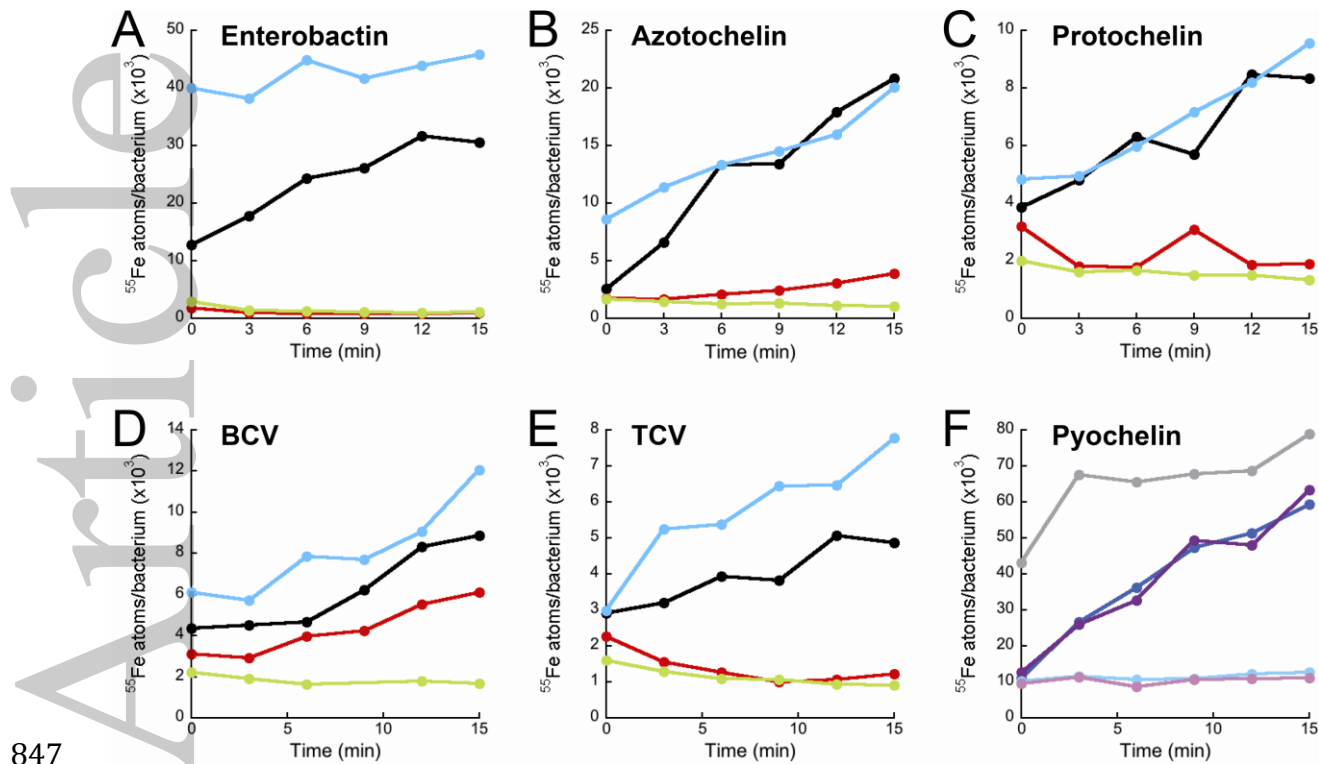 Article
A Enterobactin
50
40
30
20
10
0
⁵⁵Fe atoms/bacterium (x10³)
0 3 6 9 12 15
Time (min)
B Azotochelin
25
20
15
10
5
0
⁵⁵Fe atoms/bacterium (x10³)
0 3 6 9 12 15
Time (min)
C Protochelin
10
8
6
4
2
0
⁵⁵Fe atoms/bacterium (x10³)
0 3 6 9 12 15
Time (min)
D BCV
14
12
10
8
6
4
2
0
⁵⁵Fe atoms/bacterium (x10³)
0 5 10 15
Time (min)
E TCV
8
7
6
5
4
3
2
1
0
⁵⁵Fe atoms/bacterium (x10³)
0 5 10 15
Time (min)
F Pyochelin
80
70
60
50
40
30
20
10
0
⁵⁵Fe atoms/bacterium (x10³)
0 3 6 9 12 15
Time (min)
847